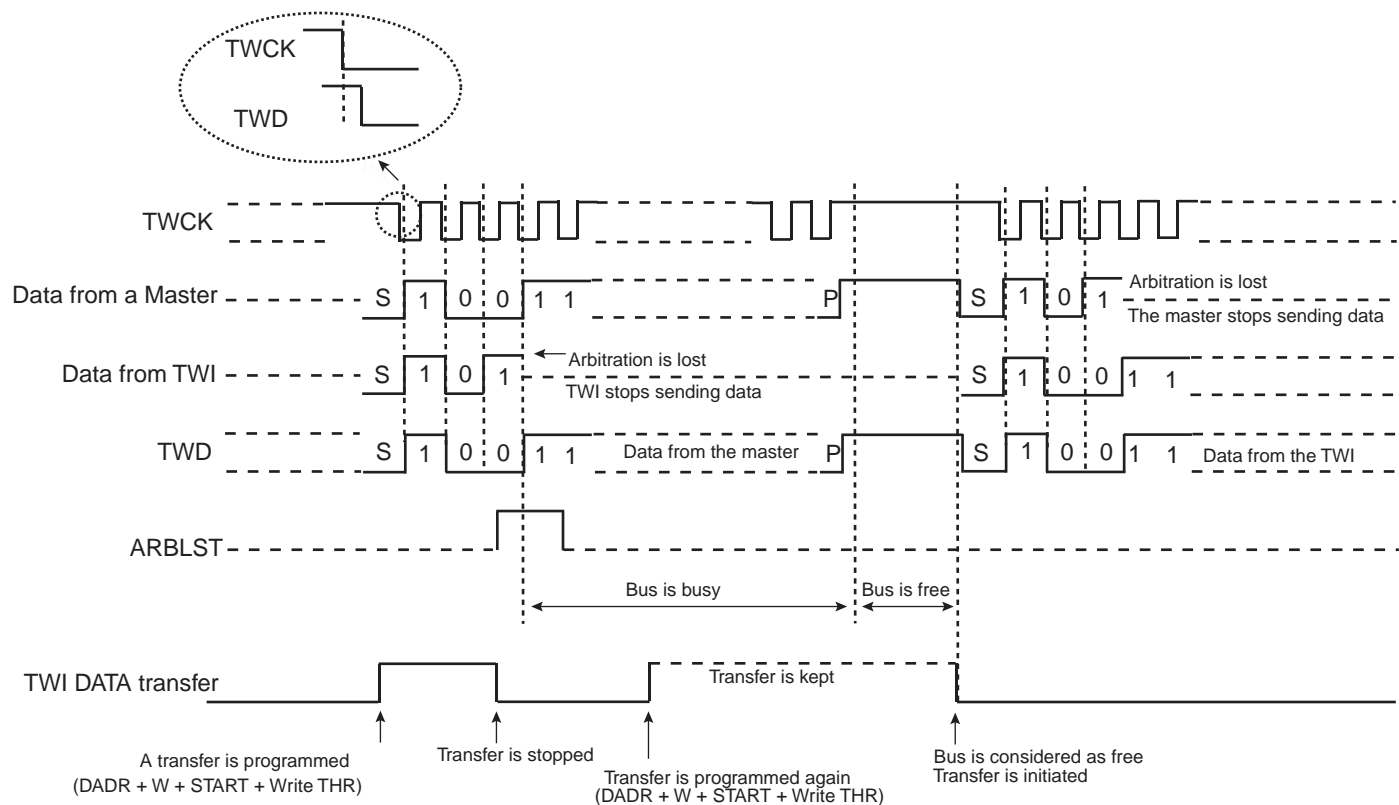 TWCK
TWD
TWCK
Data from a Master
S 1 0 0 1 1
P
S 1 0 1
Arbitration is lost
The master stops sending data
Data from TWI
S 1 0 1
Arbitration is lost
TWI stops sending data
S 1 0 0 1 1
TWD
S 1 0 0 1 1
Data from the master
P
S 1 0 0 1 1
Data from the TWI
ARBLST
Bus is busy
Bus is free
TWI DATA transfer
Transfer is kept
A transfer is programmed
(DADR + W + START + Write THR)
Transfer is stopped
Transfer is programmed again
(DADR + W + START + Write THR)
Bus is considered as free
Transfer is initiated